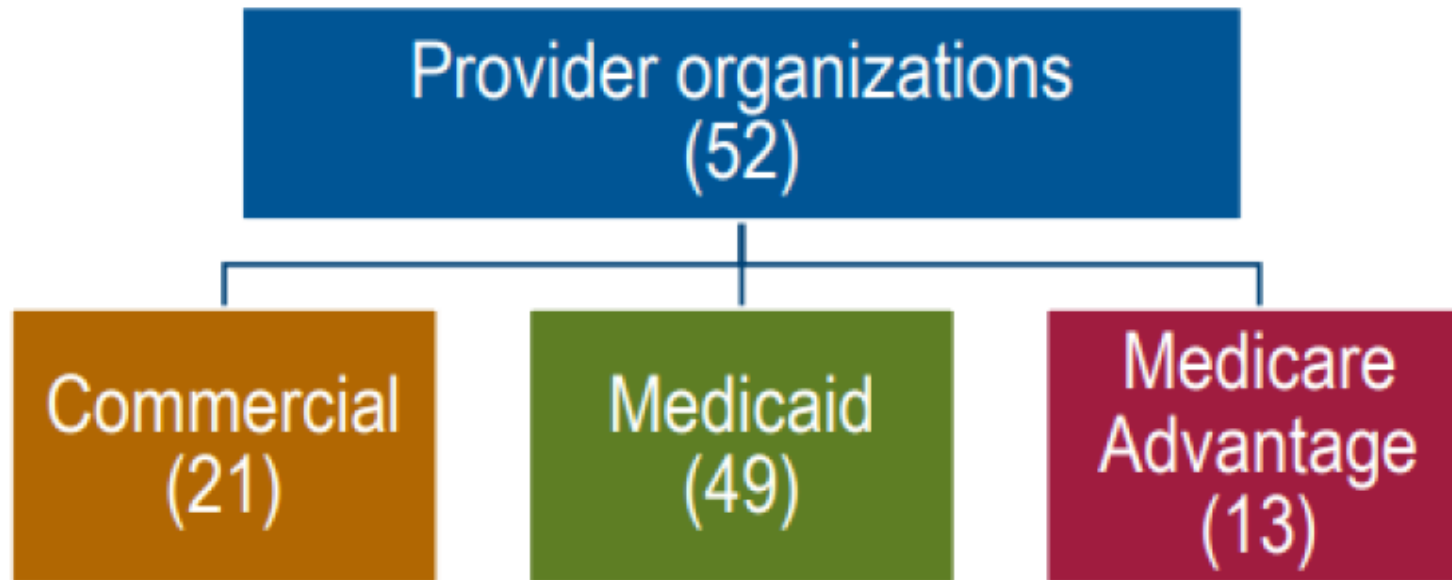 Provider organizations
(52)
Commercial
(21)
Medicaid
(49)
Medicare
Advantage
(13)